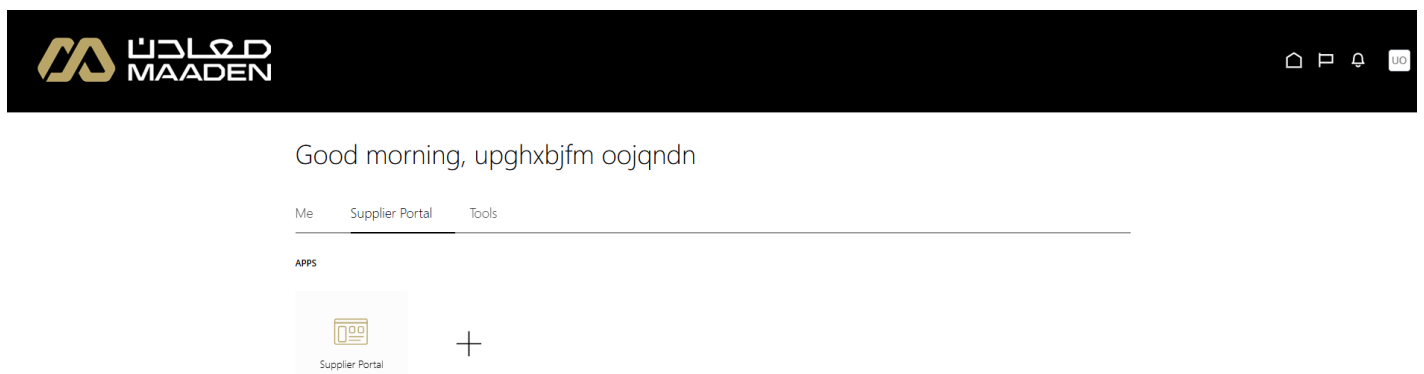 معادن
MAADEN
UO
Good morning, upghxbjfm oojqndn
Me Supplier Portal Tools
APPS
Supplier Portal